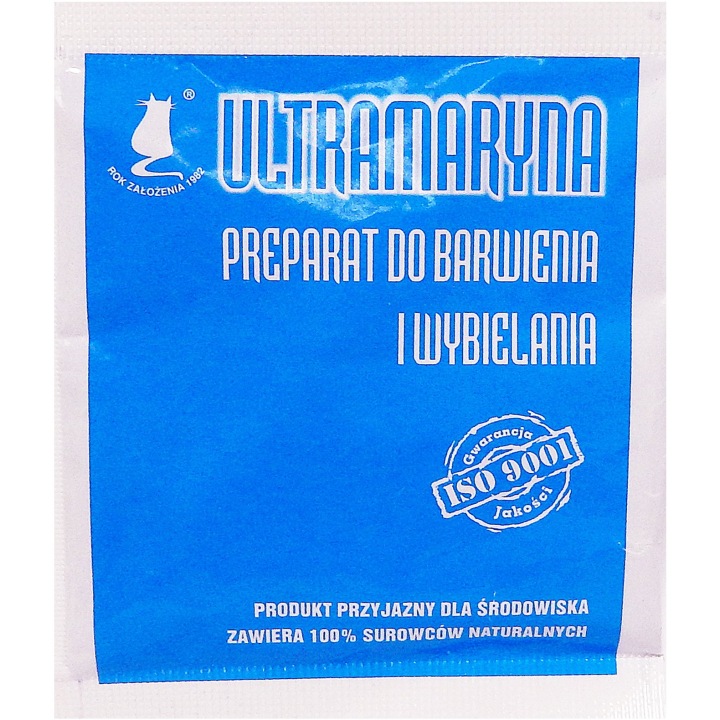 ®
ROK ZAŁOŻENIA 1982
ULTRAMARYNA
PREPARAT DO BARWIENIA
I WYBIELANIA
Gwarancja
ISO 9001
Jakości
PRODUKT PRZYJAZNY DLA ŚRODOWISKA
ZAWIERA 100% SUROWCÓW NATURALNYCH